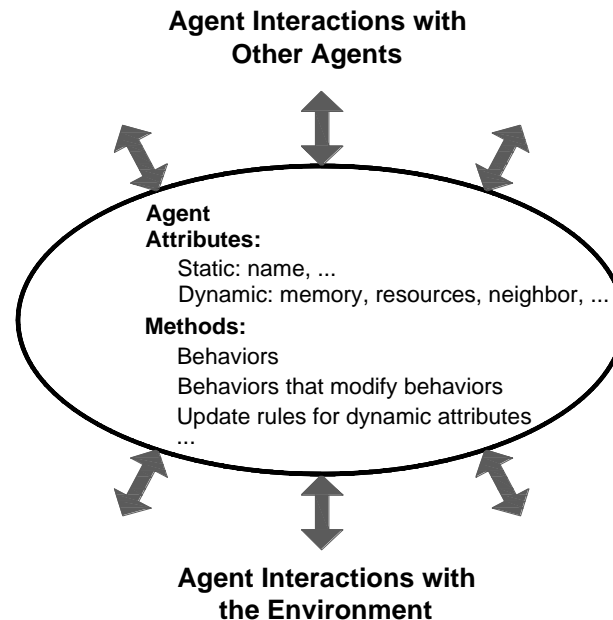 Agent Interactions with
Other Agents
Agent
Attributes:
Static: name, ...
Dynamic: memory, resources, neighbor, ...
Methods:
Behaviors
Behaviors that modify behaviors
Update rules for dynamic attributes
...
Agent Interactions with
the Environment